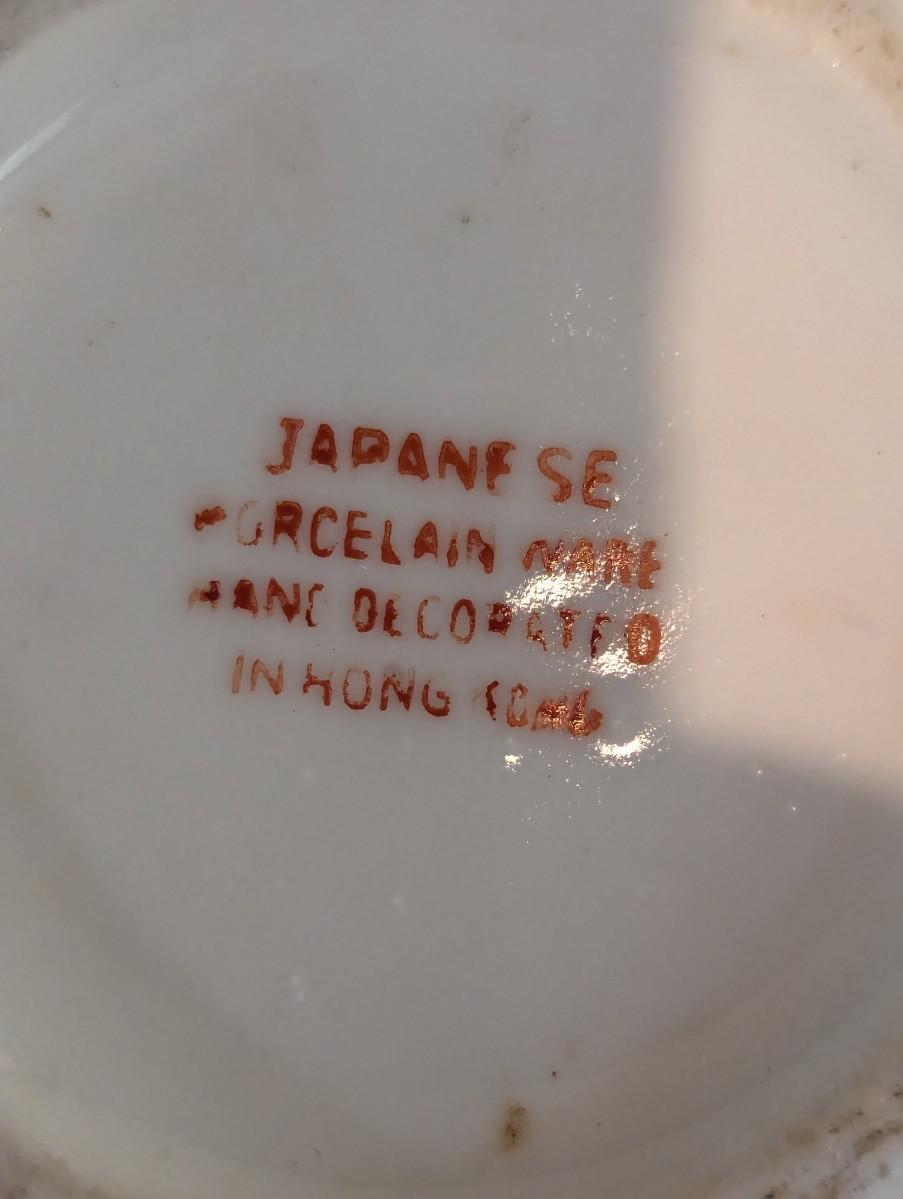 JAPANESE
PORCELAIN WARE
HAND DECORATED
IN HONG KONG